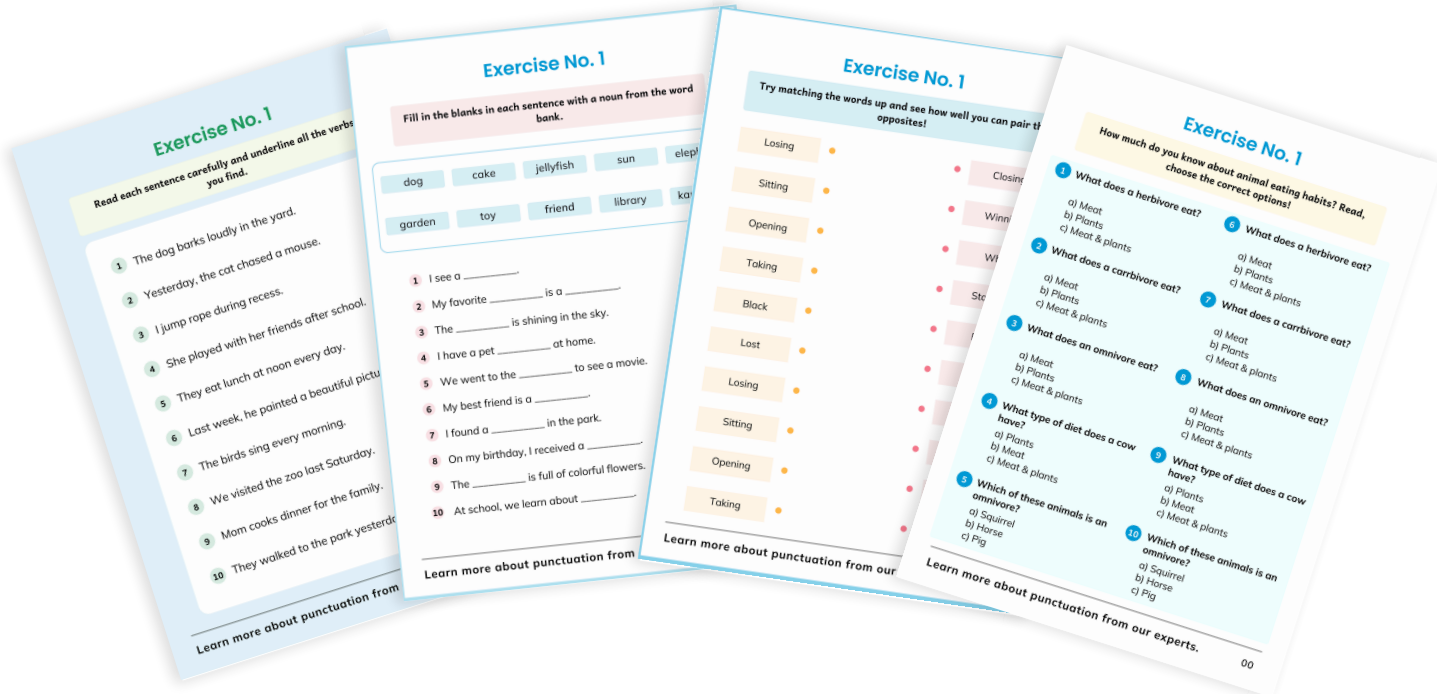 Exercise No. 1
Read each sentence carefully and underline all the verbs
you find.
1 The dog barks loudly in the yard.
2 Yesterday, the cat chased a mouse.
3 I jump rope during recess.
4 She played with her friends after school.
5 They eat lunch at noon every day.
6 Last week, he painted a beautiful pictu
7 The birds sing every morning.
8 We visited the zoo last Saturday.
9 Mom cooks dinner for the family.
10 They walked to the park yesterda
Learn more about punctuation from
Exercise No. 1
Fill in the blanks in each sentence with a noun from the word
bank.
dog cake jellyfish sun elep
garden toy friend library ka
1 I see a __________.
2 My favorite __________ is a __________.
3 The __________ is shining in the sky.
4 I have a pet __________ at home.
5 We went to the __________ to see a movie.
6 My best friend is a __________.
7 I found a __________ in the park.
8 On my birthday, I received a __________.
9 The __________ is full of colorful flowers.
10 At school, we learn about __________.
Learn more about punctuation from
Exercise No. 1
Try matching the words up and see how well you can pair th
opposites!
Losing
Sitting
Opening
Taking
Black
Lost
Losing
Sitting
Opening
Taking
Closing
Winn
Wh
Sta
Learn more about punctuation from our
Exercise No. 1
How much do you know about animal eating habits? Read,
choose the correct options!
1 What does a herbivore eat?
a) Meat
b) Plants
c) Meat & plants
2 What does a carrbivore eat?
a) Meat
b) Plants
c) Meat & plants
3 What does an omnivore eat?
a) Meat
b) Plants
c) Meat & plants
4 What type of diet does a cow
have?
a) Plants
b) Meat
c) Meat & plants
5 Which of these animals is an
omnivore?
a) Squirrel
b) Horse
c) Pig
6 What does a herbivore eat?
a) Meat
b) Plants
c) Meat & plants
7 What does a carrbivore eat?
a) Meat
b) Plants
c) Meat & plants
8 What does an omnivore eat?
a) Meat
b) Plants
c) Meat & plants
9 What type of diet does a cow
have?
a) Plants
b) Meat
c) Meat & plants
10 Which of these animals is an
omnivore?
a) Squirrel
b) Horse
c) Pig
Learn more about punctuation from our experts.
00